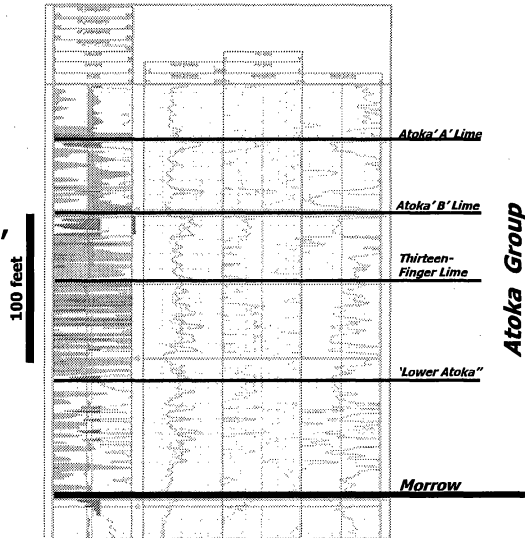 Atoka' A' Lime
Atoka' B' Lime
Thirteen-
Finger Lime
'Lower Atoka"
Morrow
100 feet
Atoka Group